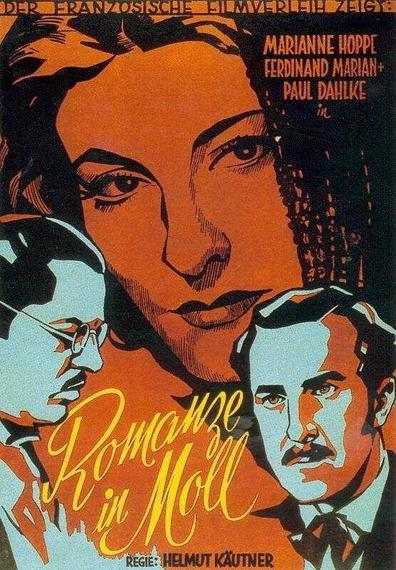 DER FRANZÖSISCHE FILMVERLEIH ZEIGT:
MARIANNE HOPPE
FERDINAND MARIAN+
PAUL DAHLKE
in
Romanze
in Moll
REGIE: HELMUT KÄUTNER